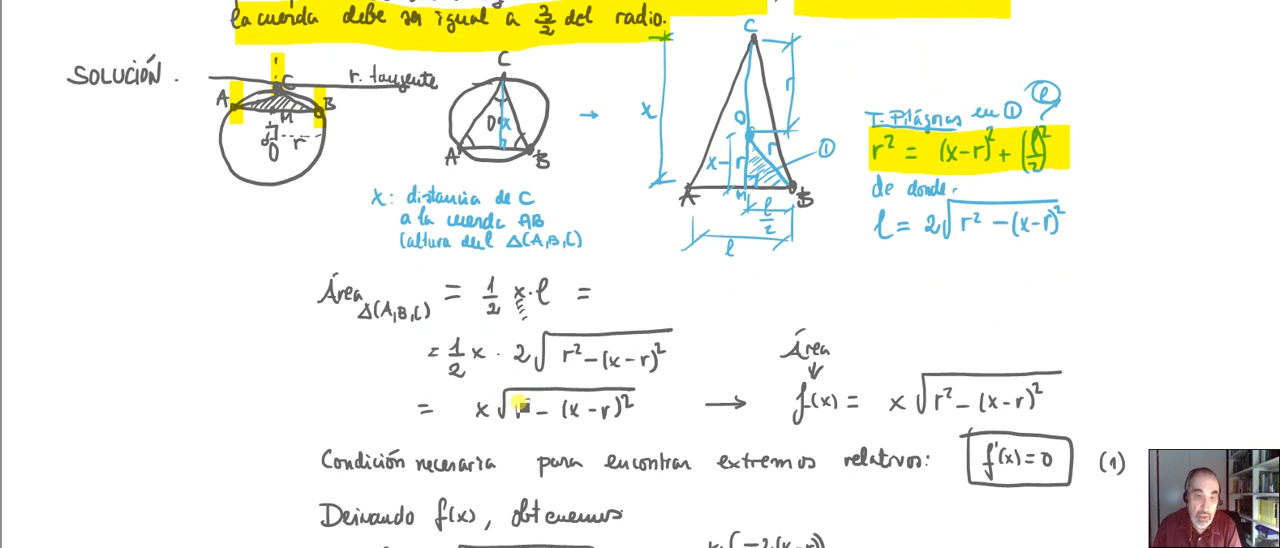 la cuerda debe ser igual a 3/2 del radio.
SOLUCIÓN.
r. tangente
A C B
M
O
r
C
O x
A B
C
x
r
O
x-r r
①
A M B
l/2
l
x: distancia de C
a la cuerda AB
(altura del Δ(A,B,C)
T. Pitágoras en ①
r² = (x-r)² + (l/2)²
de donde.
l = 2√(r² - (x-r)²)
Área Δ(A,B,C) = 1/2 x·l =
= 1/2 x · 2√(r² - (x-r)²)
= x√(r² - (x-r)²) → f(x) = x√(r² - (x-r)²)
Área
Condición necesaria para encontrar extremos relativos: f'(x)=0 (1)
Derivando f(x), obtenemos